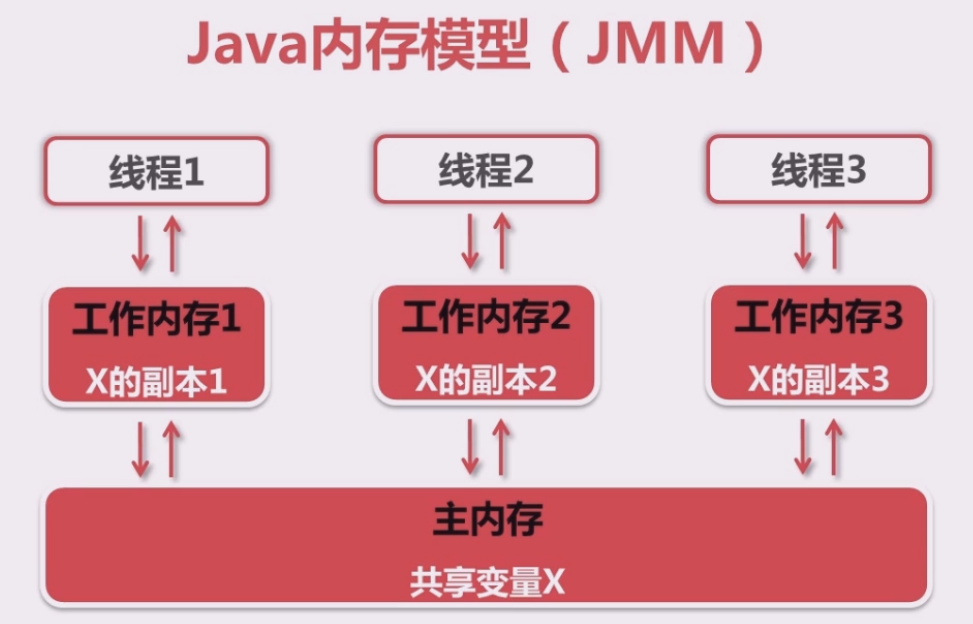 Java内存模型（JMM）
线程1
线程2
线程3
工作内存1
X的副本1
工作内存2
X的副本2
工作内存3
X的副本3
主内存
共享变量X